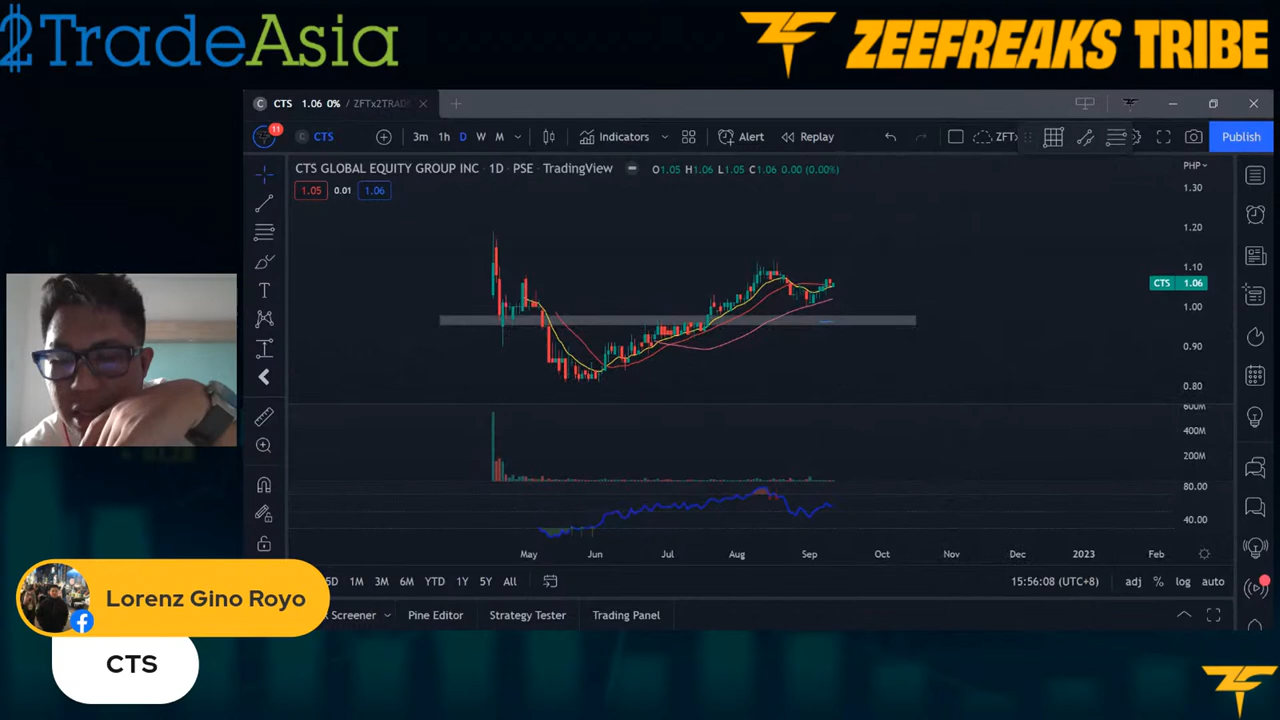 2TradeAsia
ZEEFREAKS TRIBE
C CTS 1.06 0% / ZFTx2TRAD
11
C CTS
3m 1h D W M
Indicators
Alert
Replay
ZFTx
Publish
CTS GLOBAL EQUITY GROUP INC · 1D · PSE · TradingView
O1.05 H1.06 L1.05 C1.06 0.00 (0.00%)
PHP
1.05 0.01 1.06
1.30
1.20
1.10
CTS 1.06
1.00
0.90
0.80
600M
400M
200M
80.00
40.00
May Jun Jul Aug Sep Oct Nov Dec 2023 Feb
5D 1M 3M 6M YTD 1Y 5Y All
15:56:08 (UTC+8)
adj % log auto
Screener
Pine Editor
Strategy Tester
Trading Panel
Lorenz Gino Royo
CTS